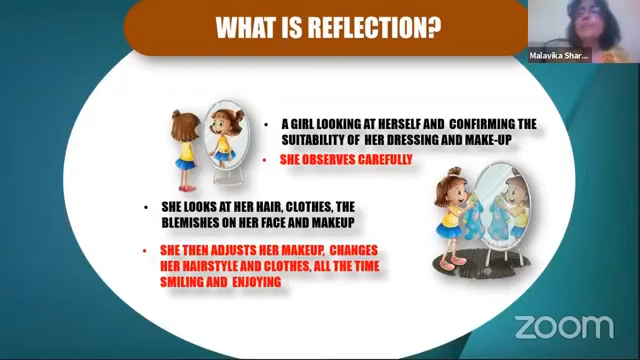 WHAT IS REFLECTION?
Malavika Shar...
• A GIRL LOOKING AT HERSELF AND CONFIRMING THE
SUITABILITY OF HER DRESSING AND MAKE-UP
• SHE OBSERVES CAREFULLY
• SHE LOOKS AT HER HAIR, CLOTHES, THE
BLEMISHES ON HER FACE AND MAKEUP
• SHE THEN ADJUSTS HER MAKEUP, CHANGES
HER HAIRSTYLE AND CLOTHES, ALL THE TIME
SMILING AND ENJOYING
zoom